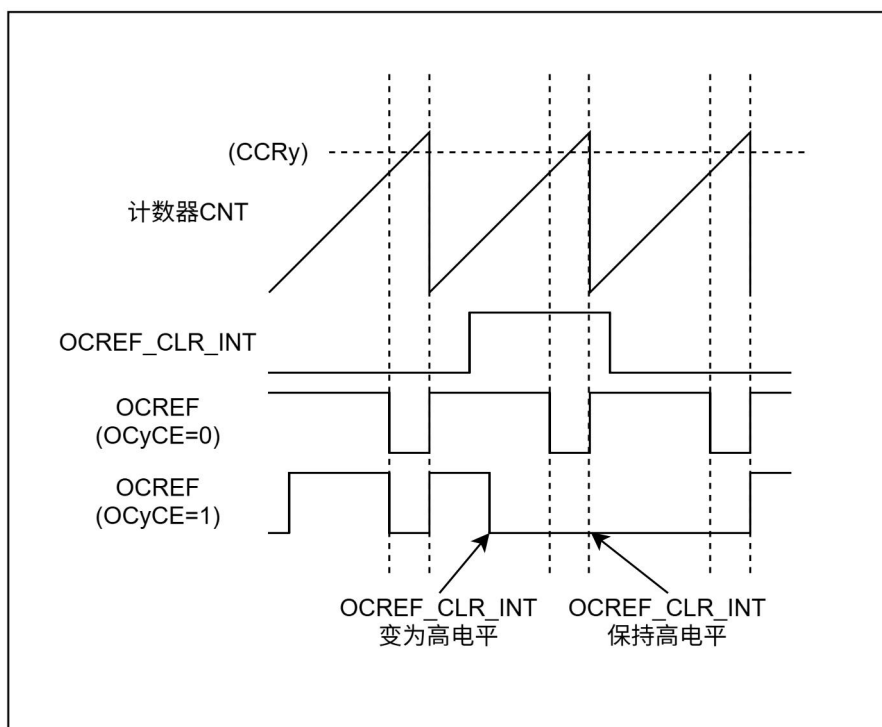 (CCRy)
计数器CNT
OCREF_CLR_INT
OCREF
(OCyCE=0)
OCREF
(OCyCE=1)
OCREF_CLR_INT
变为高电平
OCREF_CLR_INT
保持高电平